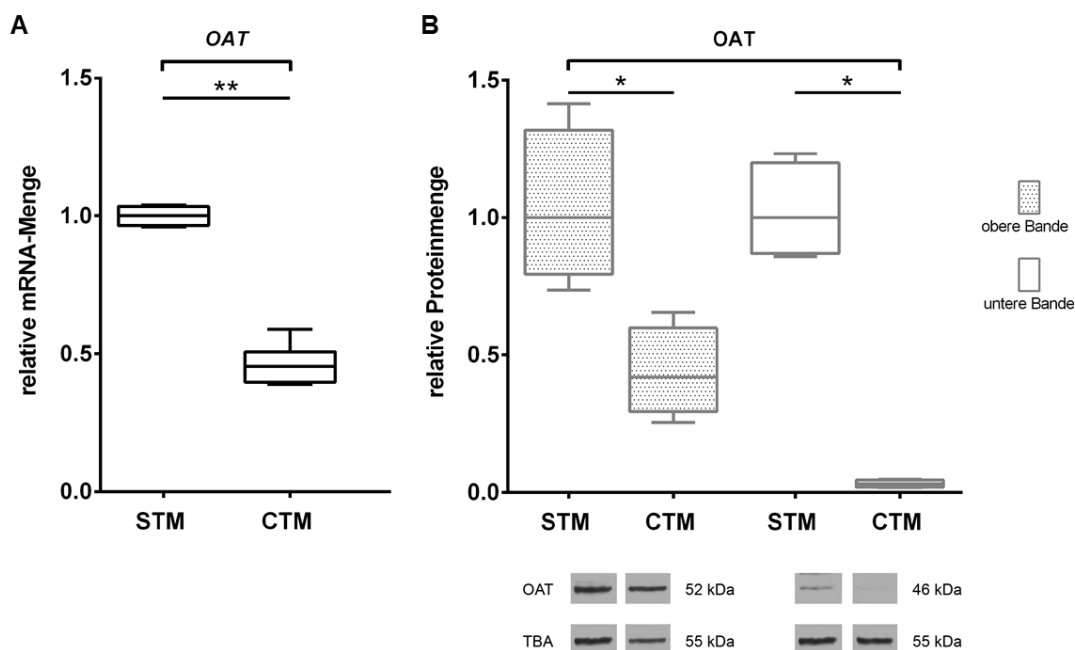 A
OAT
**
relative mRNA-Menge
1.5
1.0
0.5
0.0
STM CTM
B
OAT
* *
relative Proteinmenge
1.5
1.0
0.5
0.0
STM CTM STM CTM
obere Bande
untere Bande
OAT 52 kDa 46 kDa
TBA 55 kDa 55 kDa